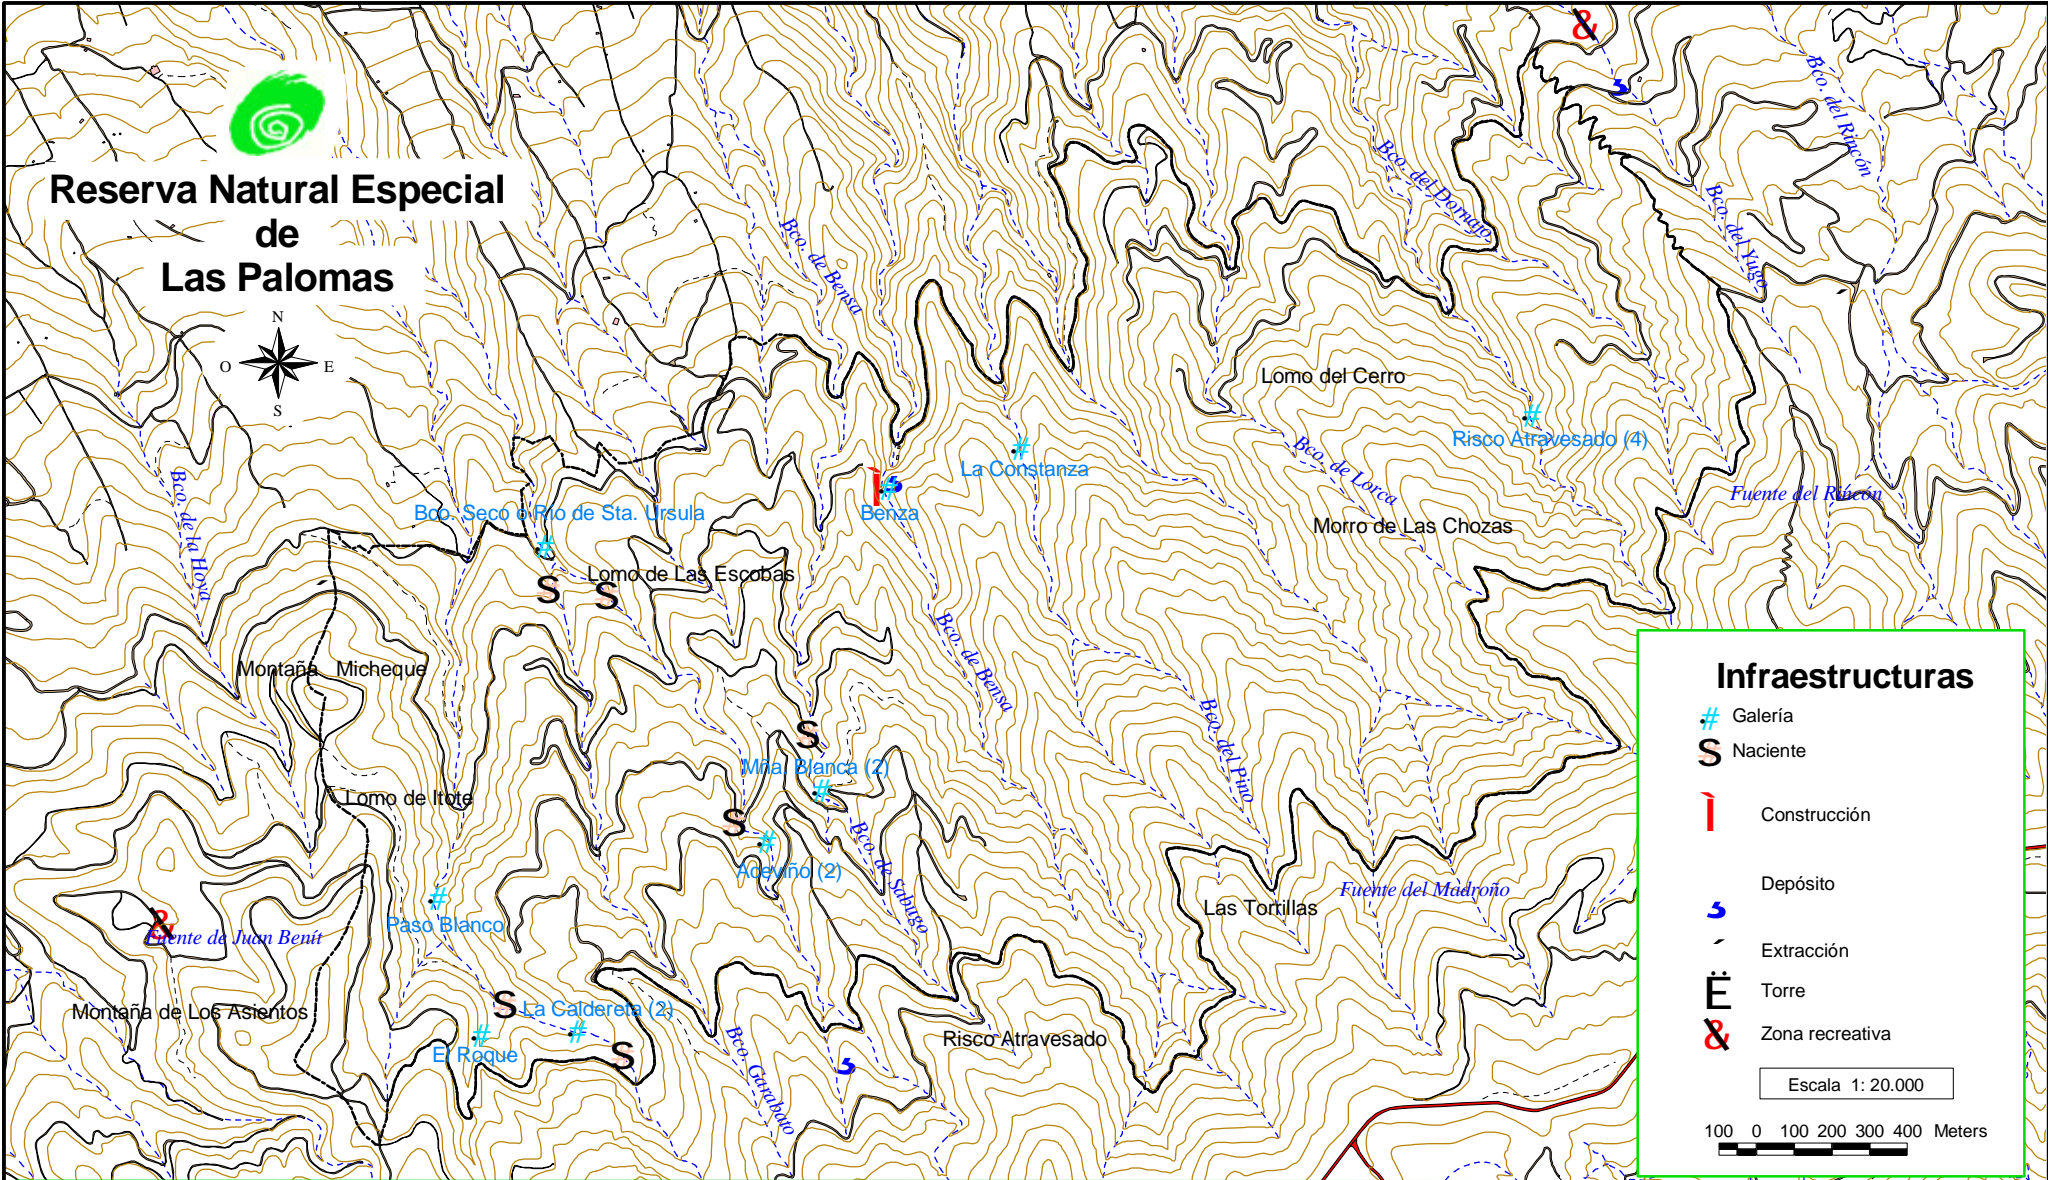 Reserva Natural Especial
de
Las Palomas
N
O
E
S
Bco. del Rincón
Bco. del Dornajo
Bco. del Yugo
Bco. de Bensa
Lomo del Cerro
Risco Atravesado (4)
Bco. de Lorca
La Constanza
Fuente del Rincón
Bco. de la Hoya
Bco. Seco o Río de Sta. Ursula
Benza
Morro de Las Chozas
Lomo de Las Escobas
Bco. de Bensa
Montaña Micheque
Bco. del Pino
Mña. Blanca (2)
Lomo de Itote
Bco. de Sabugo
Aceviño (2)
Fuente del Madroño
Las Torrillas
Paso Blanco
Fuente de Juan Benít
Montaña de Los Asientos
La Caldereta (2)
El Roque
Bco. Garabato
Risco Atravesado
Infraestructuras
Galería
Naciente
Construcción
Depósito
Extracción
Torre
Zona recreativa
Escala 1: 20.000
100 0 100 200 300 400 Meters